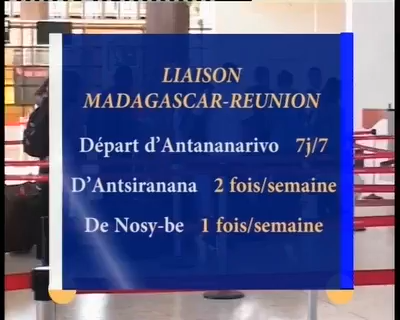 LIAISON
MADAGASCAR-REUNION
Départ d'Antananarivo 7j/7
D'Antsiranana 2 fois/semaine
De Nosy-be 1 fois/semaine